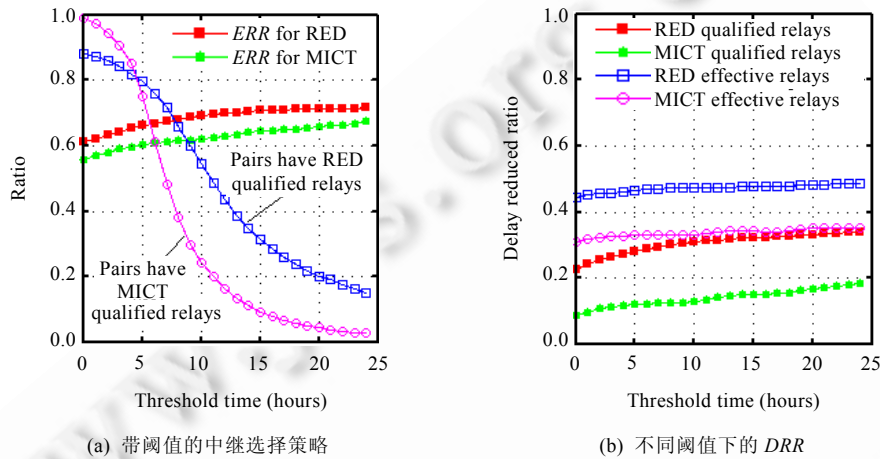 1.0
0.8
0.6
0.4
0.2
0.0
Ratio
ERR for RED
ERR for MICT
Pairs have RED
qualified relays
Pairs have
MICT
qualified relays
0 5 10 15 20 25
Threshold time (hours)
(a) 带阈值的中继选择策略
1.0
0.8
0.6
0.4
0.2
0.0
Delay reduced ratio
RED qualified relays
MICT qualified relays
RED effective relays
MICT effective relays
0 5 10 15 20 25
Threshold time (hours)
(b) 不同阈值下的 DRR